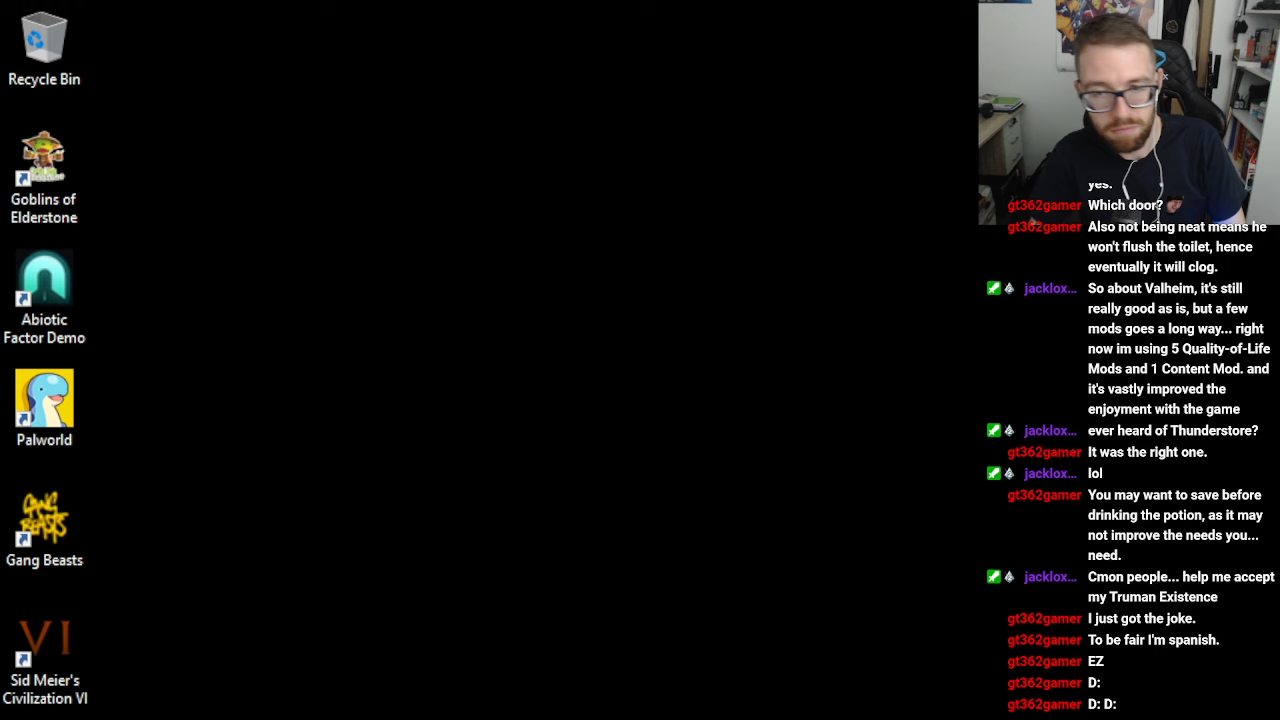 Recycle Bin
Goblins of
Elderstone
Abiotic
Factor Demo
Palworld
GANG
BEASTS
Gang Beasts
VI
Sid Meier's
Civilization VI
yes.
gt362gamer Which door?
gt362gamer Also not being neat means he
won't flush the toilet, hence
eventually it will clog.
jacklox... So about Valheim, it's still
really good as is, but a few
mods goes a long way... right
now im using 5 Quality-of-Life
Mods and 1 Content Mod. and
it's vastly improved the
enjoyment with the game
jacklox... ever heard of Thunderstore?
gt362gamer It was the right one.
jacklox... lol
gt362gamer You may want to save before
drinking the potion, as it may
not improve the needs you...
need.
jacklox... Cmon people... help me accept
my Truman Existence
gt362gamer I just got the joke.
gt362gamer To be fair I'm spanish.
gt362gamer EZ
gt362gamer D:
gt362gamer D: D: